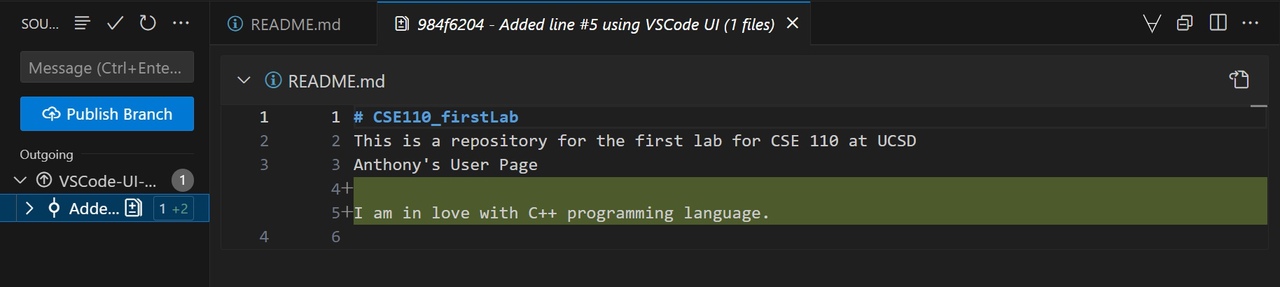 SOU...
README.md
984f6204 - Added line #5 using VSCode UI (1 files)
Message (Ctrl+Ente...
Publish Branch
Outgoing
VSCode-UI-... 1
Adde... 1 +2
README.md
1 1 # CSE110_firstLab
2 2 This is a repository for the first lab for CSE 110 at UCSD
3 3 Anthony's User Page
4+
5+ I am in love with C++ programming language.
4 6